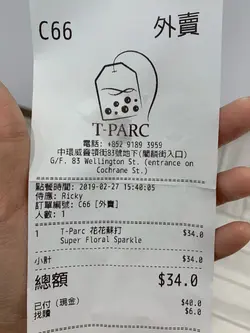 C66 外賣
T-PARC
電話: +852 9189 3959
中環威靈頓街83號地下(蘭麟街入口)
G/F. 83 Wellington St. (entrance on
Cochrane St.)
點餐時間: 2019-02-27 15:40:05
侍應: Ricky
訂單編號: C66 [外賣]
人數: 1
1 T-Parc 花花蘇打 $34.0
Super Floral Sparkle
小計 $34.0
總額 $34.0
已付 (現金) $40.0
找贖 $6.0